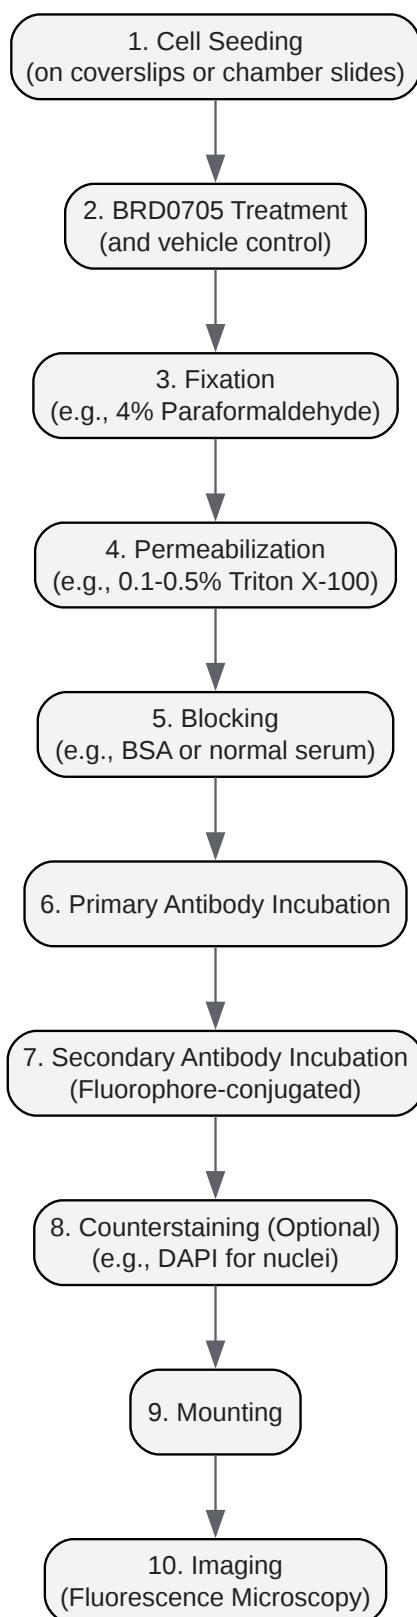 1. Cell Seeding
(on coverslips or chamber slides)
2. BRD0705 Treatment
(and vehicle control)
3. Fixation
(e.g., 4% Paraformaldehyde)
4. Permeabilization
(e.g., 0.1-0.5% Triton X-100)
5. Blocking
(e.g., BSA or normal serum)
6. Primary Antibody Incubation
7. Secondary Antibody Incubation
(Fluorophore-conjugated)
8. Counterstaining (Optional)
(e.g., DAPI for nuclei)
9. Mounting
10. Imaging
(Fluorescence Microscopy)